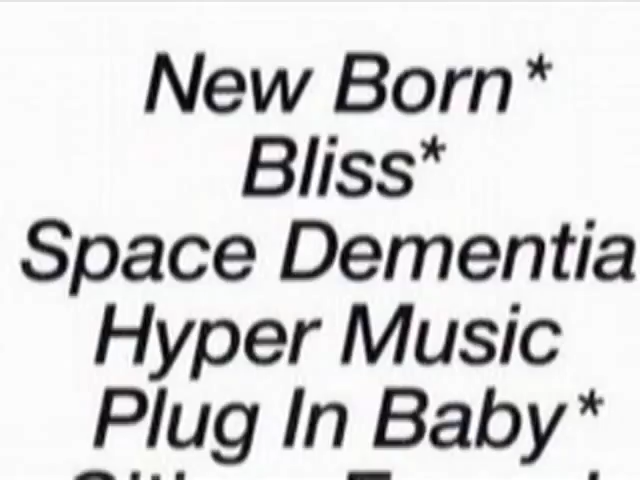 New Born*
Bliss*
Space Dementia
Hyper Music
Plug In Baby*